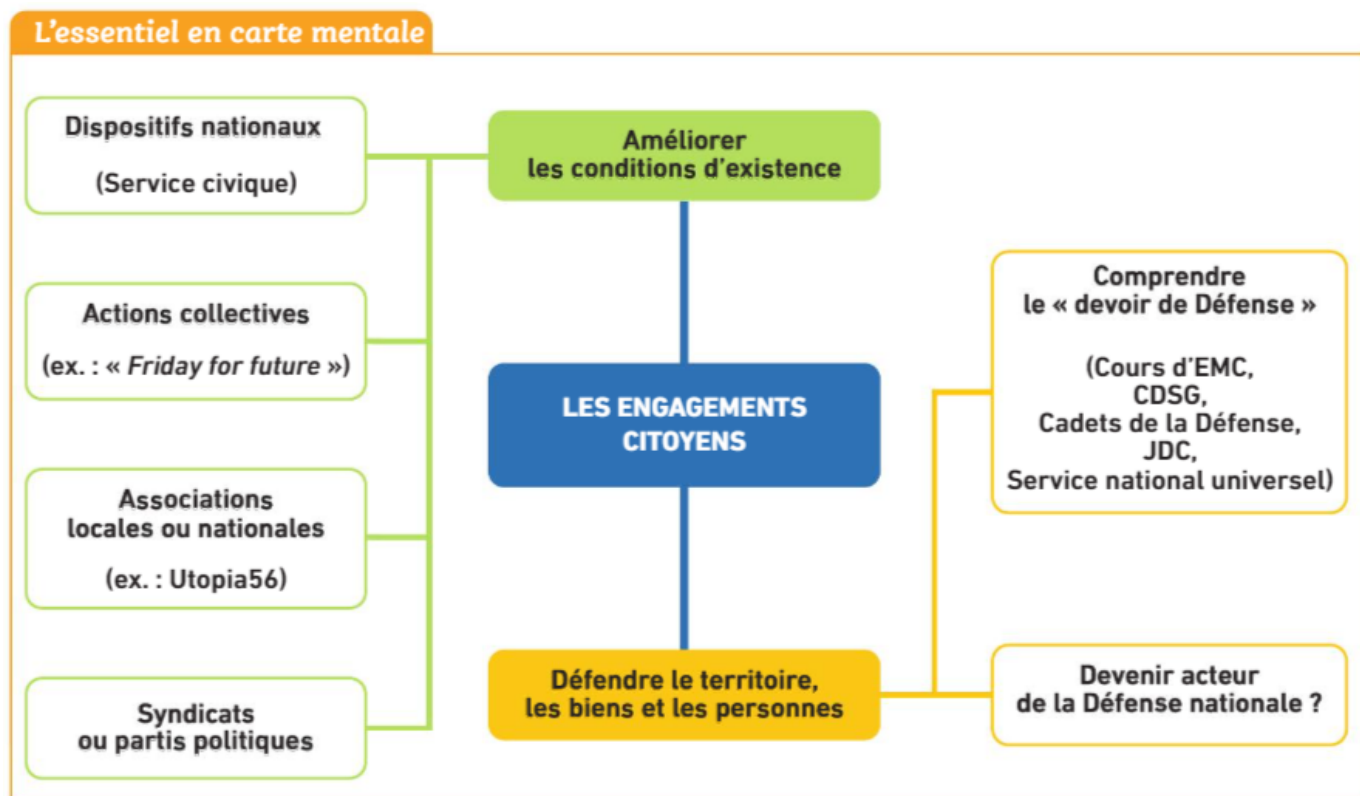 L'essentiel en carte mentale
Dispositifs nationaux
(Service civique)
Actions collectives
(ex. : « Friday for future »)
Associations
locales ou nationales
(ex. : Utopia56)
Syndicats
ou partis politiques
Améliorer
les conditions d'existence
LES ENGAGEMENTS
CITOYENS
Défendre le territoire,
les biens et les personnes
Comprendre
le « devoir de Défense »
(Cours d'EMC,
CDSG,
Cadets de la Défense,
JDC,
Service national universel)
Devenir acteur
de la Défense nationale ?